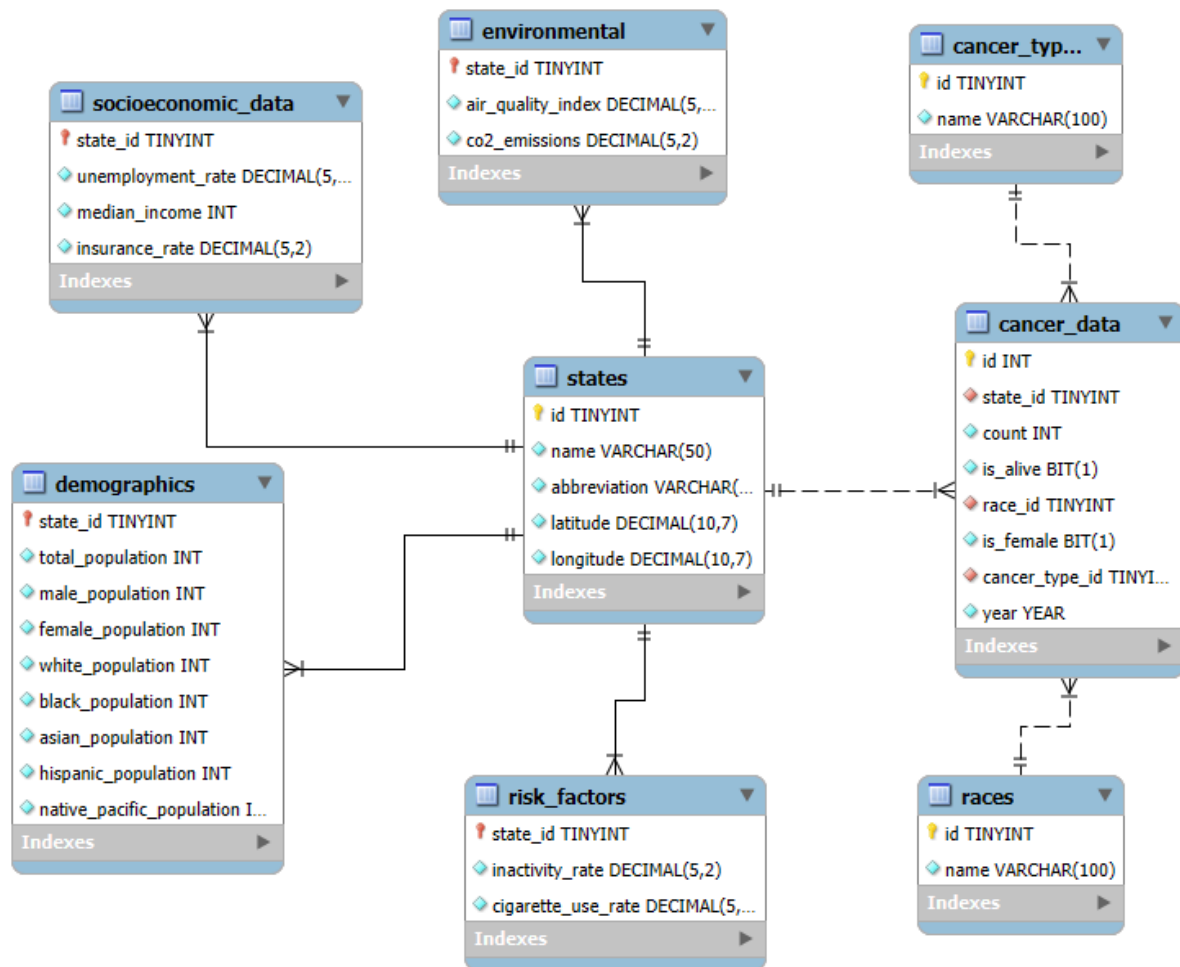 environmental
state_id TINYINT
air_quality_index DECIMAL(5,...
co2_emissions DECIMAL(5,2)
Indexes
cancer_typ...
id TINYINT
name VARCHAR(100)
Indexes
socioeconomic_data
state_id TINYINT
unemployment_rate DECIMAL(5,...
median_income INT
insurance_rate DECIMAL(5,2)
Indexes
states
id TINYINT
name VARCHAR(50)
abbreviation VARCHAR(...
latitude DECIMAL(10,7)
longitude DECIMAL(10,7)
Indexes
cancer_data
id INT
state_id TINYINT
count INT
is_alive BIT(1)
race_id TINYINT
is_female BIT(1)
cancer_type_id TINYI...
year YEAR
Indexes
demographics
state_id TINYINT
total_population INT
male_population INT
female_population INT
white_population INT
black_population INT
asian_population INT
hispanic_population INT
native_pacific_population I...
Indexes
risk_factors
state_id TINYINT
inactivity_rate DECIMAL(5,2)
cigarette_use_rate DECIMAL(5,...
Indexes
races
id TINYINT
name VARCHAR(100)
Indexes